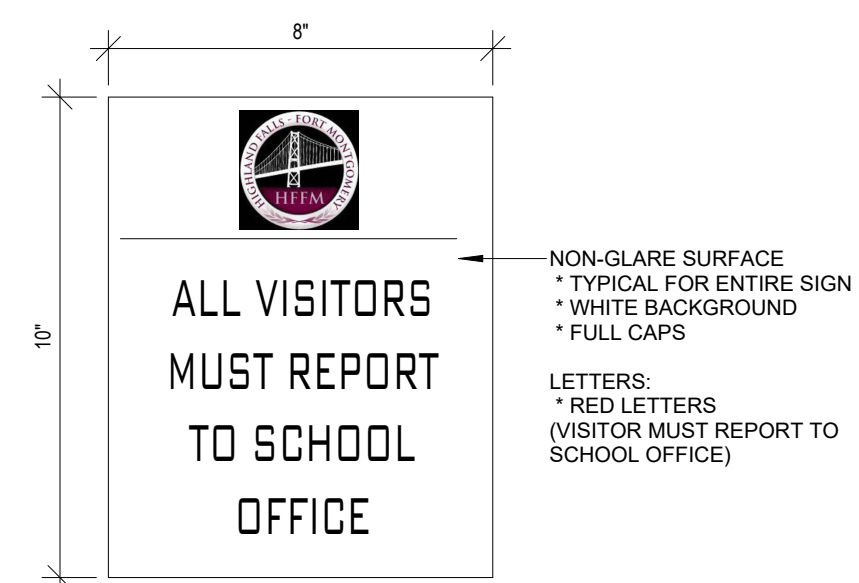 8"
10"
HIGHLAND FALLS - FORT MONTGOMERY
HFFM
ALL VISITORS
MUST REPORT
TO SCHOOL
OFFICE
NON-GLARE SURFACE
* TYPICAL FOR ENTIRE SIGN
* WHITE BACKGROUND
* FULL CAPS
LETTERS:
* RED LETTERS
(VISITOR MUST REPORT TO
SCHOOL OFFICE)